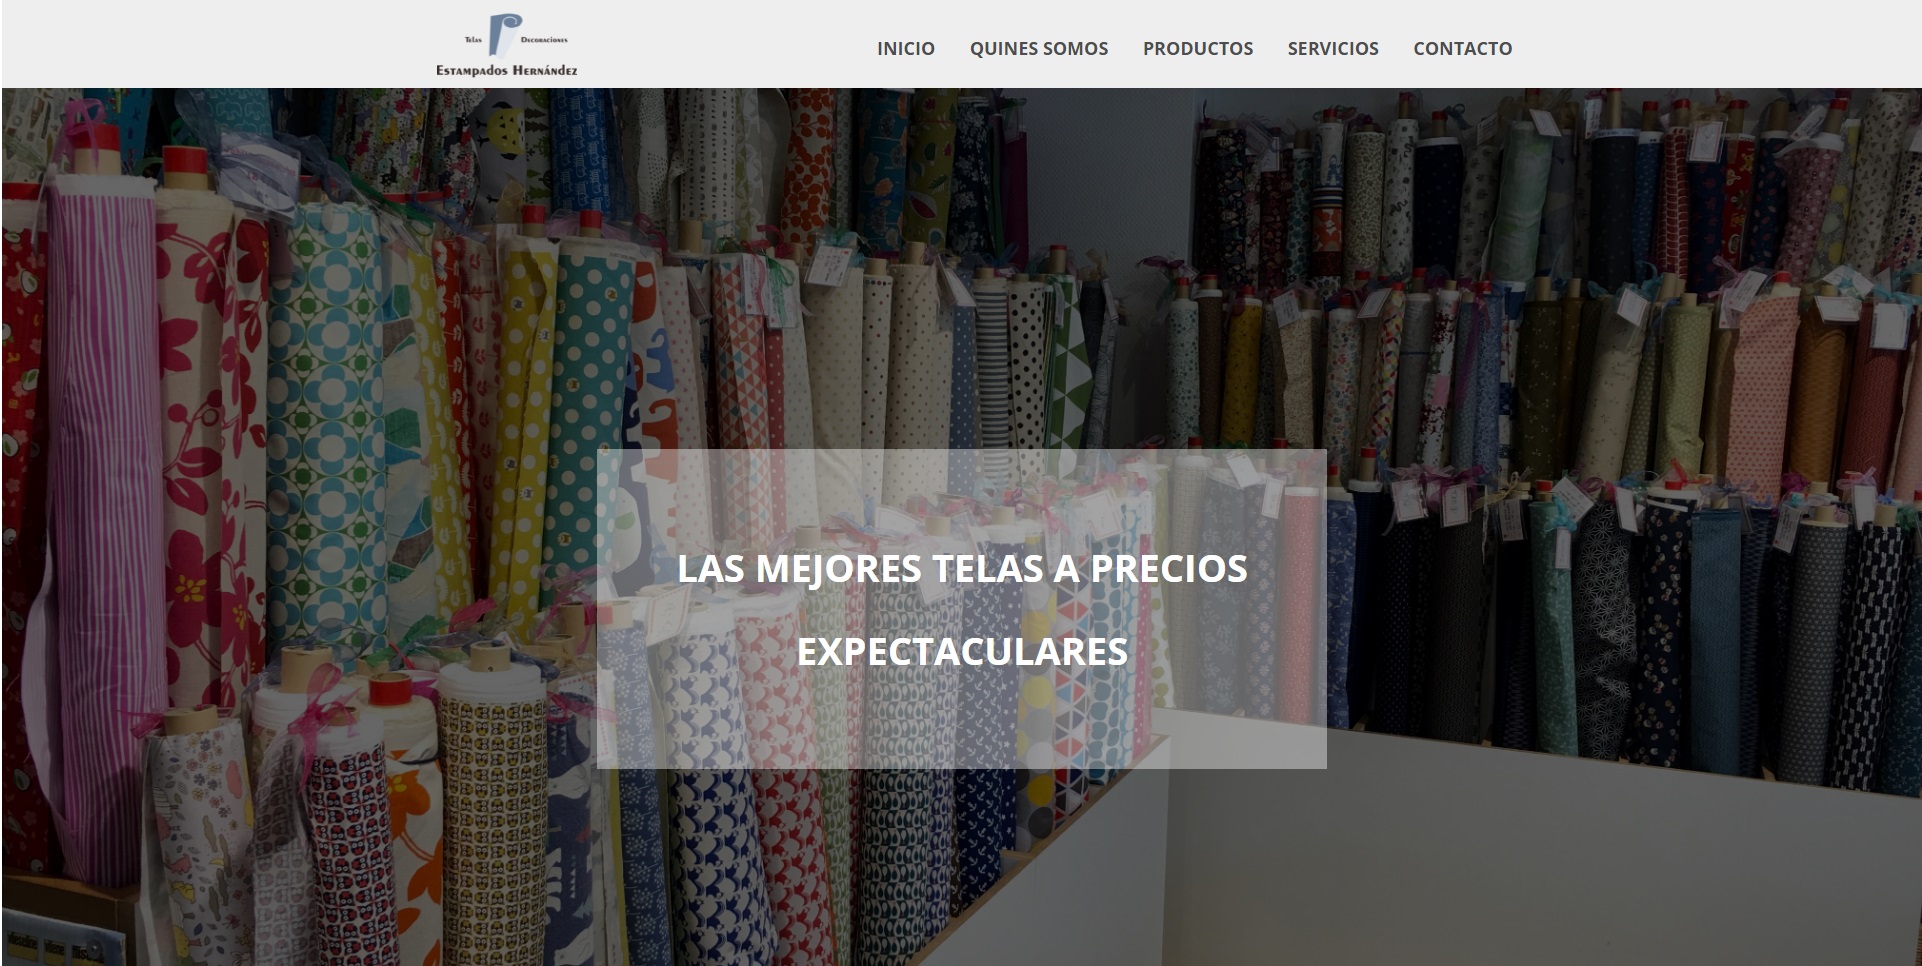 Telas Decoraciones
Estampados Hernández
INICIO QUINES SOMOS PRODUCTOS SERVICIOS CONTACTO
LAS MEJORES TELAS A PRECIOS
EXPECTACULARES